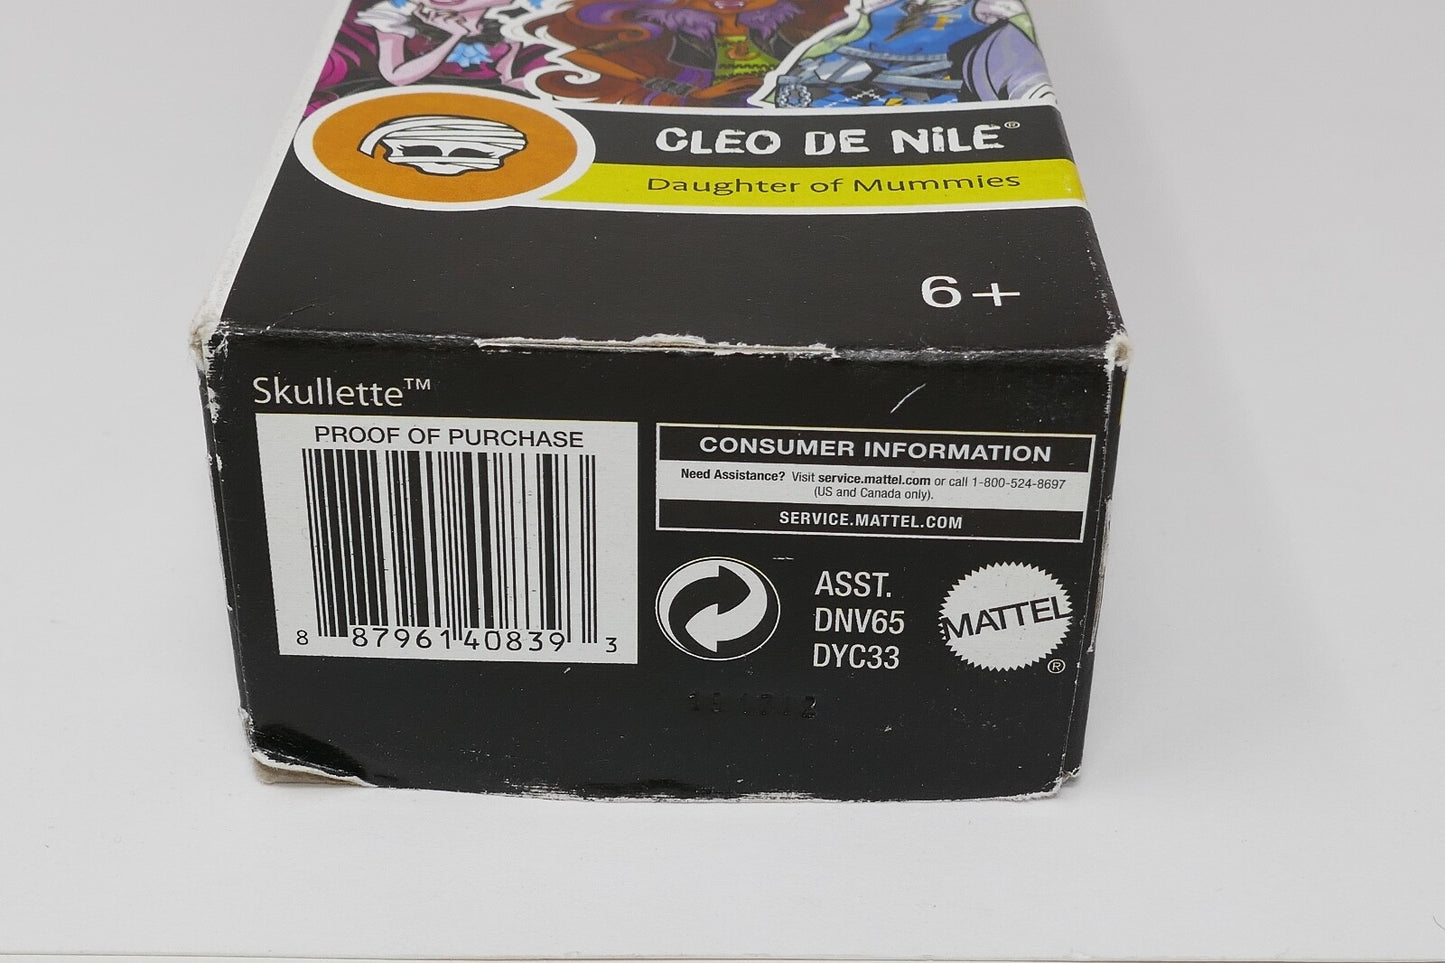 F
CLEO DE NiLE®
Daughter of Mummies
6+
Skullette™
PROOF OF PURCHASE
8 87961 40839 3
CONSUMER INFORMATION
Need Assistance? Visit service.mattel.com or call 1-800-524-8697
(US and Canada only).
SERVICE.MATTEL.COM
ASST.
DNV65
DYC33
MATTEL®